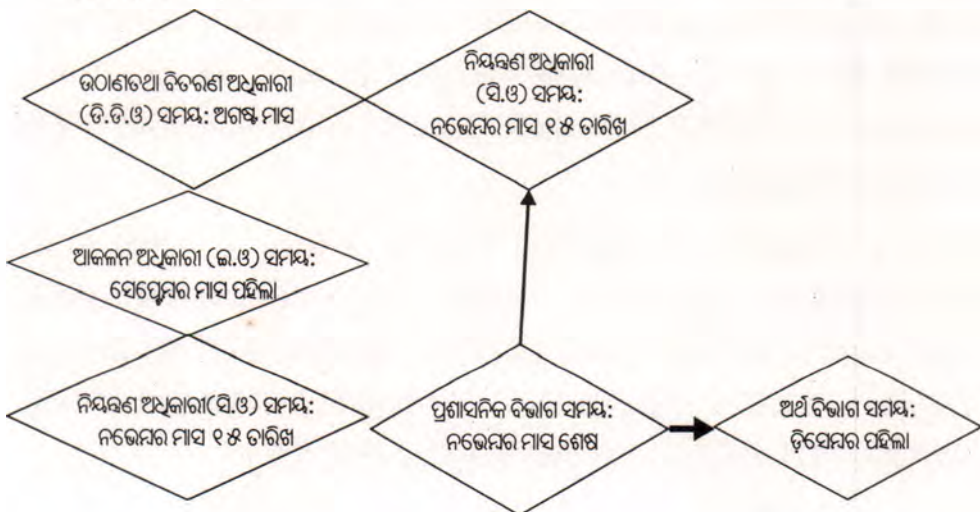 ଉଠାଣତଥା ବିତରଣ ଅଧିକାରୀ
(ଡି.ଡି.ଓ) ସମୟ: ଅଗଷ୍ଟ ମାସ
ନିୟନ୍ତ୍ରଣ ଅଧିକାରୀ
(ସି.ଓ) ସମୟ:
ନଭେମ୍ବର ମାସ ୧୫ ତାରିଖ
ଆକଳନ ଅଧିକାରୀ (ଇ.ଓ) ସମୟ:
ସେପ୍ଟେମ୍ବର ମାସ ପହିଲା
ନିୟନ୍ତ୍ରଣ ଅଧିକାରୀ(ସି.ଓ) ସମୟ:
ନଭେମ୍ବର ମାସ ୧୫ ତାରିଖ
ପ୍ରଶାସନିକ ବିଭାଗ ସମୟ:
ନଭେମ୍ବର ମାସ ଶେଷ
ଅର୍ଥ ବିଭାଗ ସମୟ:
ଡ଼ିସେମ୍ବର ପହିଲା